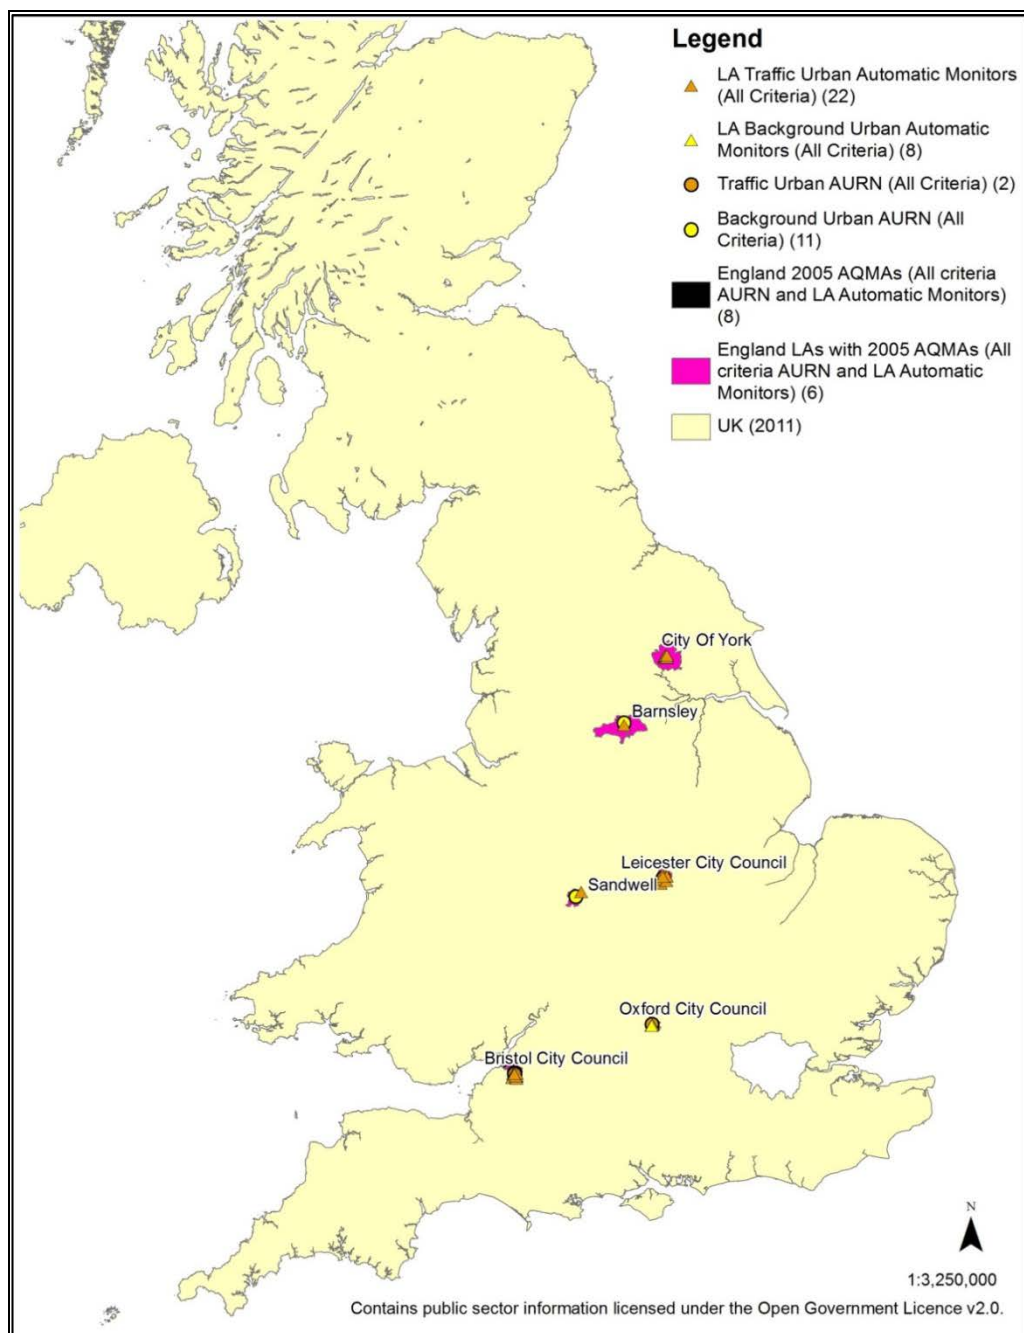 Legend
LA Traffic Urban Automatic Monitors
(All Criteria) (22)
LA Background Urban Automatic
Monitors (All Criteria) (8)
Traffic Urban AURN (All Criteria) (2)
Background Urban AURN (All
Criteria) (11)
England 2005 AQMAs (All criteria
AURN and LA Automatic Monitors)
(8)
England LAs with 2005 AQMAs (All
criteria AURN and LA Automatic
Monitors) (6)
UK (2011)
City Of York
Barnsley
Leicester City Council
Sandwell
Oxford City Council
Bristol City Council
N
1:3,250,000
Contains public sector information licensed under the Open Government Licence v2.0.